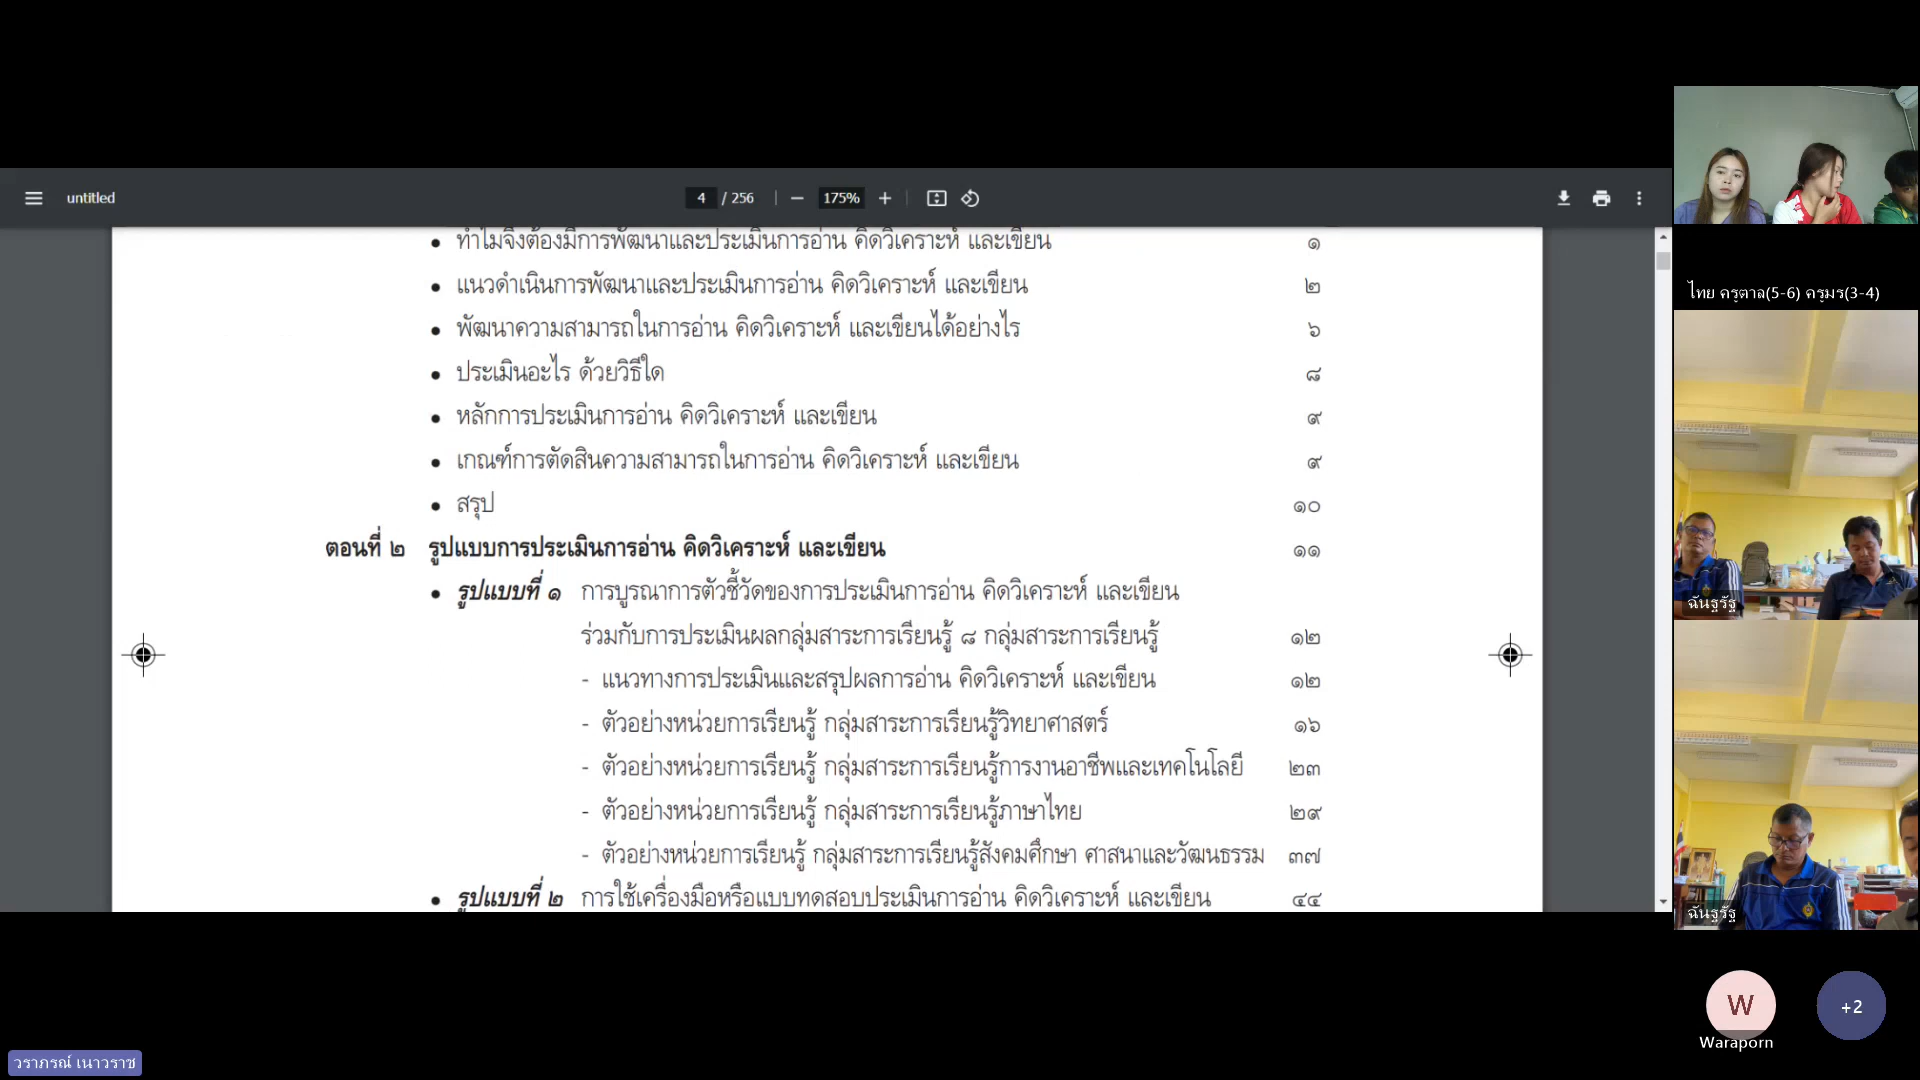 untitled
4 / 256
175%
ทำไมจึงต้องมีการพัฒนาและประเมินการอ่าน คิดวิเคราะห์ และเขียน ๑
แนวดำเนินการพัฒนาและประเมินการอ่าน คิดวิเคราะห์ และเขียน ๒
พัฒนาความสามารถในการอ่าน คิดวิเคราะห์ และเขียนได้อย่างไร ๖
ประเมินอะไร ด้วยวิธีใด ๘
หลักการประเมินการอ่าน คิดวิเคราะห์ และเขียน ๙
เกณฑ์การตัดสินความสามารถในการอ่าน คิดวิเคราะห์ และเขียน ๙
สรุป ๑๐
ตอนที่ ๒ รูปแบบการประเมินการอ่าน คิดวิเคราะห์ และเขียน ๑๑
รูปแบบที่ ๑ การบูรณาการตัวชี้วัดของการประเมินการอ่าน คิดวิเคราะห์ และเขียน
ร่วมกับการประเมินผลกลุ่มสาระการเรียนรู้ ๘ กลุ่มสาระการเรียนรู้ ๑๒
- แนวทางการประเมินและสรุปผลการอ่าน คิดวิเคราะห์ และเขียน ๑๒
- ตัวอย่างหน่วยการเรียนรู้ กลุ่มสาระการเรียนรู้วิทยาศาสตร์ ๑๖
- ตัวอย่างหน่วยการเรียนรู้ กลุ่มสาระการเรียนรู้การงานอาชีพและเทคโนโลยี ๒๓
- ตัวอย่างหน่วยการเรียนรู้ กลุ่มสาระการเรียนรู้ภาษาไทย ๒๙
- ตัวอย่างหน่วยการเรียนรู้ กลุ่มสาระการเรียนรู้สังคมศึกษา ศาสนาและวัฒนธรรม ๓๗
รูปแบบที่ ๒ การใช้เครื่องมือหรือแบบทดสอบประเมินการอ่าน คิดวิเคราะห์ และเขียน ๔๔
ไทย ครูตาล(5-6) ครูมร(3-4)
ฉันฐรัฐ
ฉันฐรัฐ
W
+2
Waraporn
วราภรณ์ เนาวราช